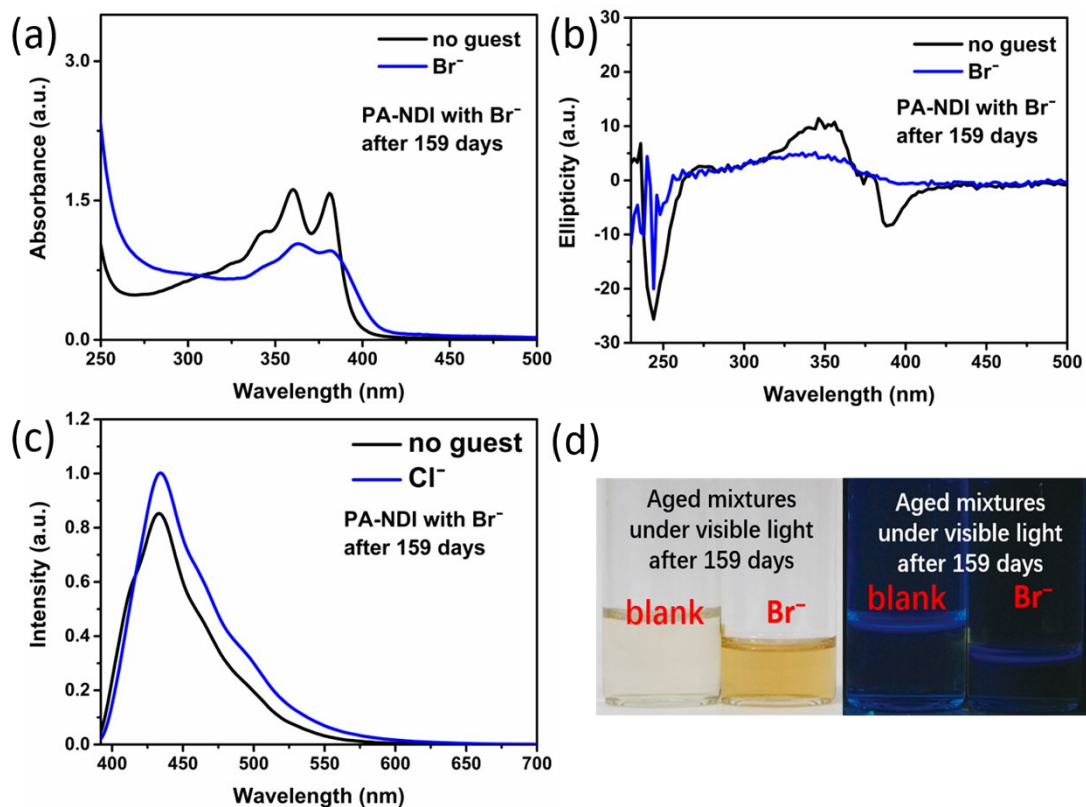 (a)
no guest
Br⁻
PA-NDI with Br⁻
after 159 days
3.0
1.5
0.0
Absorbance (a.u.)
250 300 350 400 450 500
Wavelength (nm)
(b)
no guest
Br⁻
PA-NDI with Br⁻
after 159 days
30
20
10
0
-10
-20
-30
Ellipticity (a.u.)
250 300 350 400 450 500
Wavelength (nm)
(c)
no guest
Cl⁻
PA-NDI with Br⁻
after 159 days
1.2
1.0
0.8
0.6
0.4
0.2
0.0
Intensity (a.u.)
400 450 500 550 600 650 700
Wavelength (nm)
(d)
Aged mixtures
under visible light
after 159 days
blank Br⁻
Aged mixtures
under visible light
after 159 days
blank Br⁻